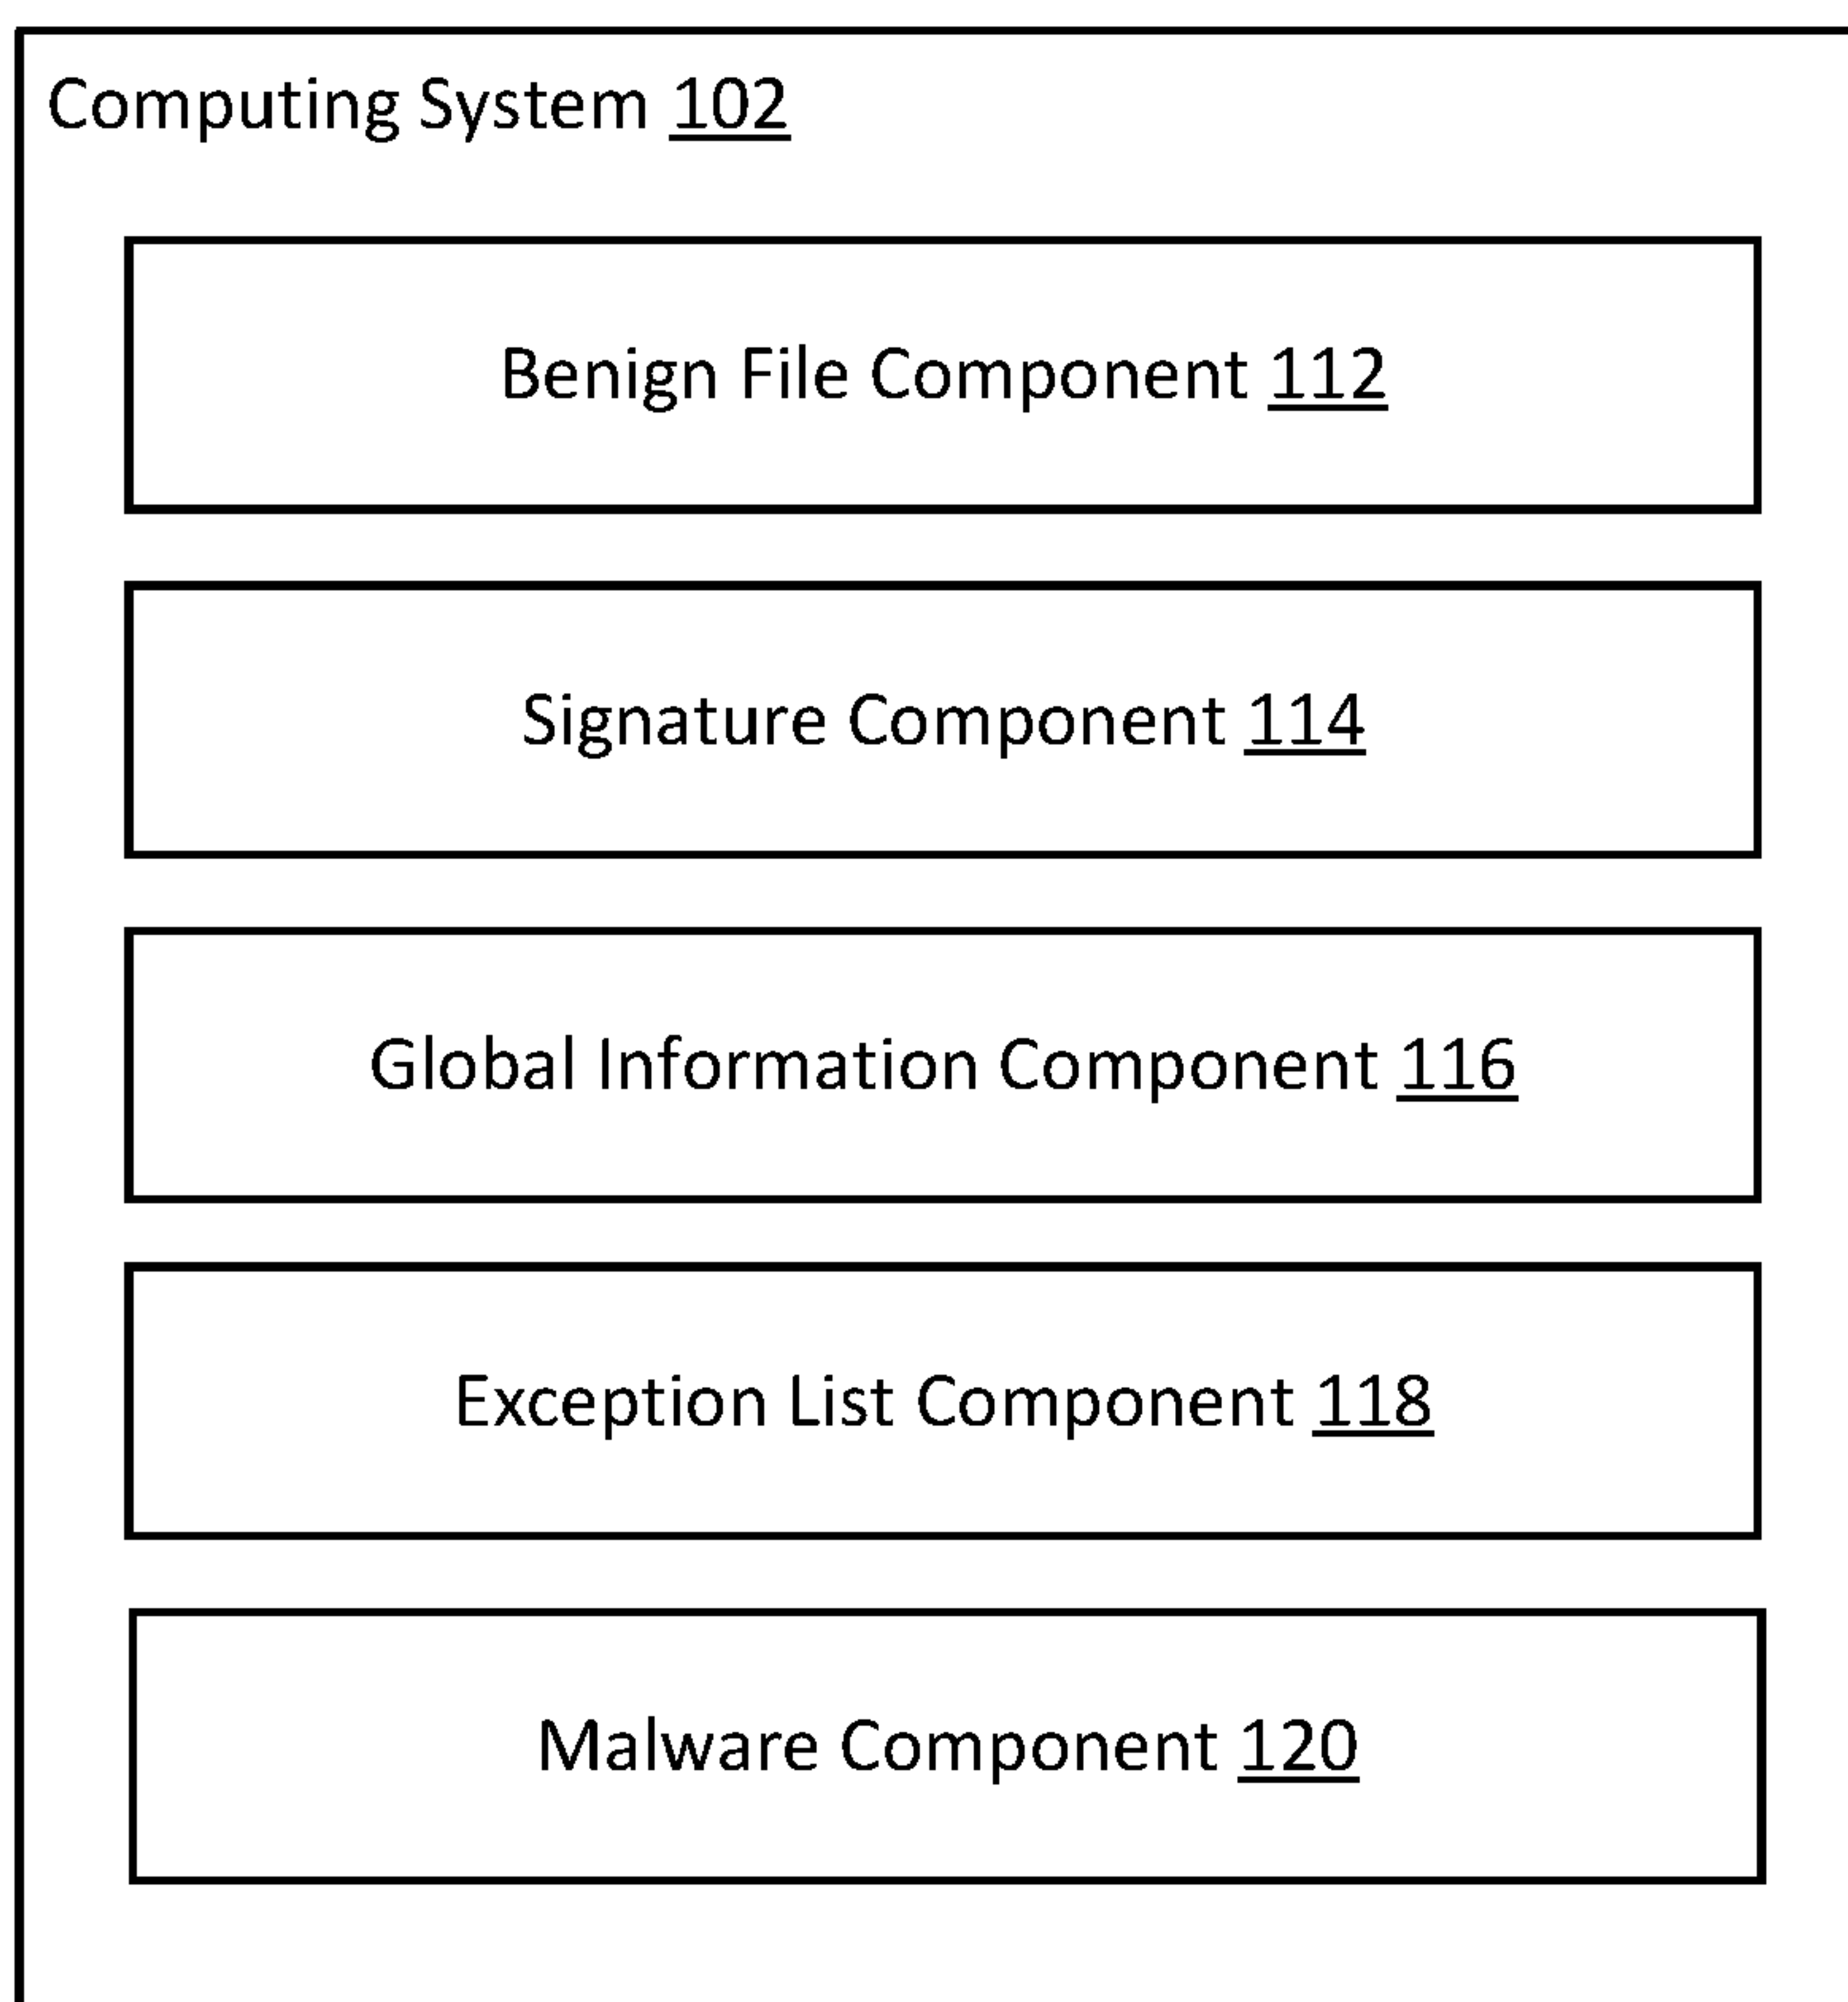 Computing System 102
Benign File Component 112
Signature Component 114
Global Information Component 116
Exception List Component 118
Malware Component 120